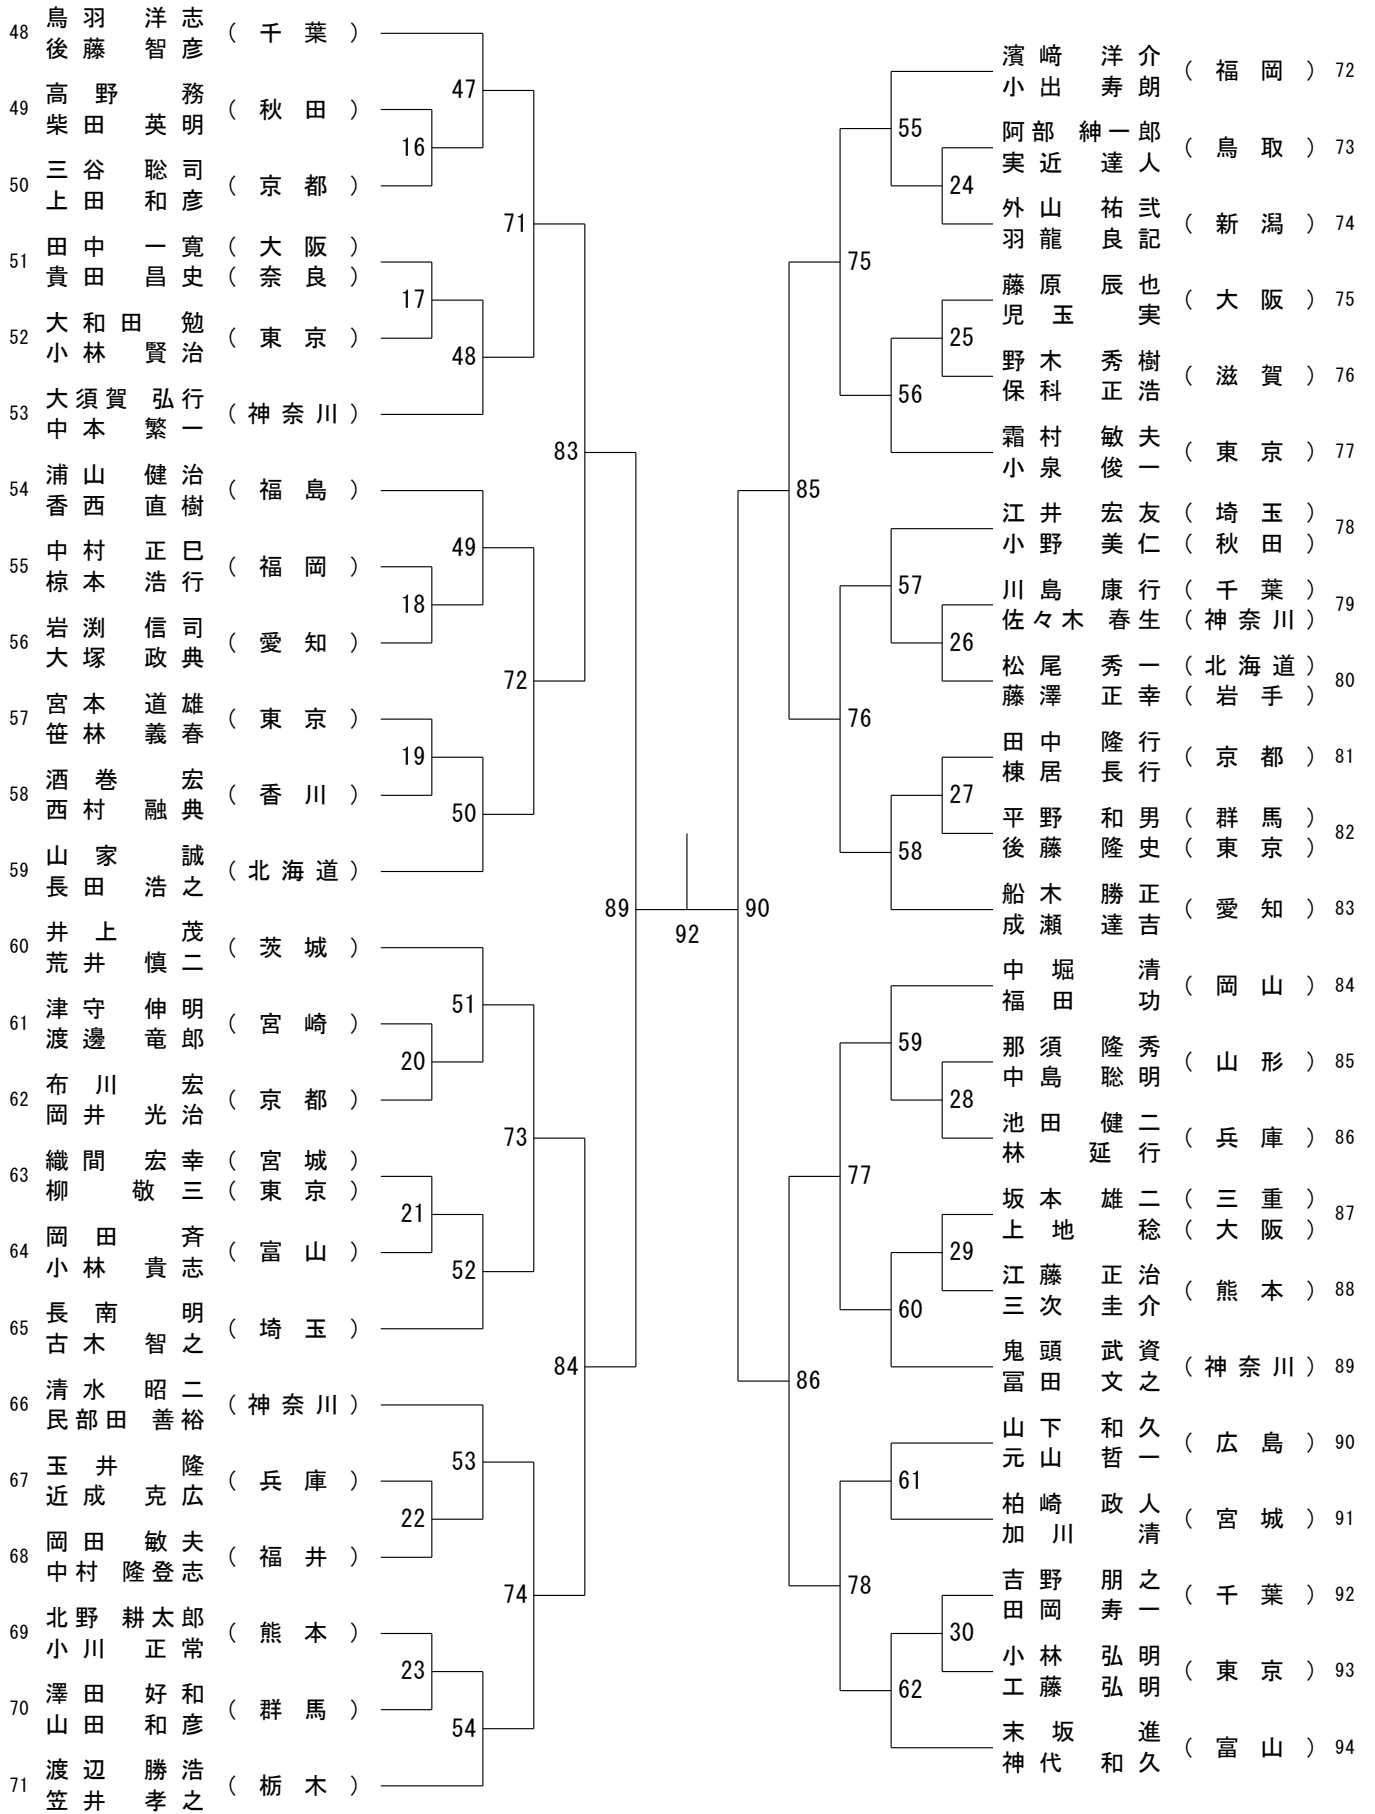 48 鳥羽 洋志 (千葉)
後藤 智彦
49 高野 務 (秋田)
柴田 英明
50 三谷 聡司 (京都)
上田 和彦
51 田中 一寛 (大阪)
貴田 昌史 (奈良)
52 大和田 勉 (東京)
小林 賢治
53 大須賀 弘行 (神奈川)
中本 繁一
54 浦山 健治 (福島)
香西 直樹
55 中村 正巳 (福岡)
椋本 浩行
56 岩渕 信司 (愛知)
大塚 政典
57 宮本 道雄 (東京)
笹林 義春
58 酒巻 宏 (香川)
西村 融典
59 山家 誠 (北海道)
長田 浩之
60 井上 茂 (茨城)
荒井 慎二
61 津守 伸明 (宮崎)
渡邊 竜郎
62 布川 宏 (京都)
岡井 光治
63 織間 宏幸 (宮城)
柳 敬三 (東京)
64 岡田 斉 (富山)
小林 貴志
65 長南 明 (埼玉)
古木 智之
66 清水 昭二 (神奈川)
民部田 善裕
67 玉井 隆 (兵庫)
近成 克広
68 岡田 敏夫 (福井)
中村 隆登志
69 北野 耕太郎 (熊本)
小川 正常
70 澤田 好和 (群馬)
山田 和彦
71 渡辺 勝浩 (栃木)
笠井 孝之
47
16
71
17
48
83
49
18
72
19
50
89
51
20
73
21
52
84
53
22
74
23
54
92
90
55
24
75
25
56
85
57
26
76
27
58
59
28
77
29
60
86
61
78
30
62
濱﨑 洋介 (福岡) 72
小出 寿朗
阿部 紳一郎 (鳥取) 73
実近 達人
外山 祐弐 (新潟) 74
羽龍 良記
藤原 辰也 (大阪) 75
児玉 実
野木 秀樹 (滋賀) 76
保科 正浩
霜村 敏夫 (東京) 77
小泉 俊一
江井 宏友 (埼玉) 78
小野 美仁 (秋田)
川島 康行 (千葉) 79
佐々木 春生 (神奈川)
松尾 秀一 (北海道) 80
藤澤 正幸 (岩手)
田中 隆行 (京都) 81
棟居 長行
平野 和男 (群馬) 82
後藤 隆史 (東京)
船木 勝正 (愛知) 83
成瀬 達吉
中堀 清 (岡山) 84
福田 功
那須 隆秀 (山形) 85
中島 聡明
池田 健二 (兵庫) 86
林 延行
坂本 雄二 (三重) 87
上地 稔 (大阪)
江藤 正治 (熊本) 88
三次 圭介
鬼頭 武資 (神奈川) 89
冨田 文之
山下 和久 (広島) 90
元山 哲一
柏崎 政人 (宮城) 91
加川 清
吉野 朋之 (千葉) 92
田岡 寿一
小林 弘明 (東京) 93
工藤 弘明
末坂 進 (富山) 94
神代 和久